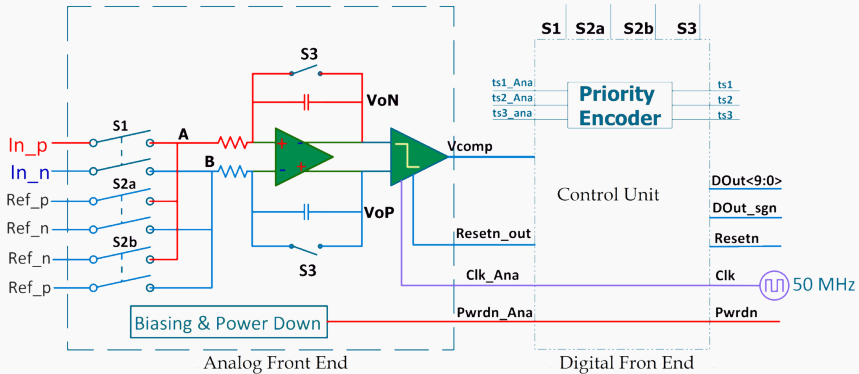 S1 S2a S2b S3
S3
ts1_Ana ts1
ts2_Ana ts2
ts3_ana ts3
Priority
Encoder
VoN
S1
A
In_p
Vcomp
B
In_n
S2a
Ref_p
DOut<9:0>
Control Unit
Ref_n
VoP
DOut_sgn
S2b
Resetn_out
Resetn
Ref_n
S3
Clk_Ana
Clk
50 MHz
Ref_p
Biasing & Power Down
Pwrdn_Ana
Pwrdn
Analog Front End
Digital Fron End